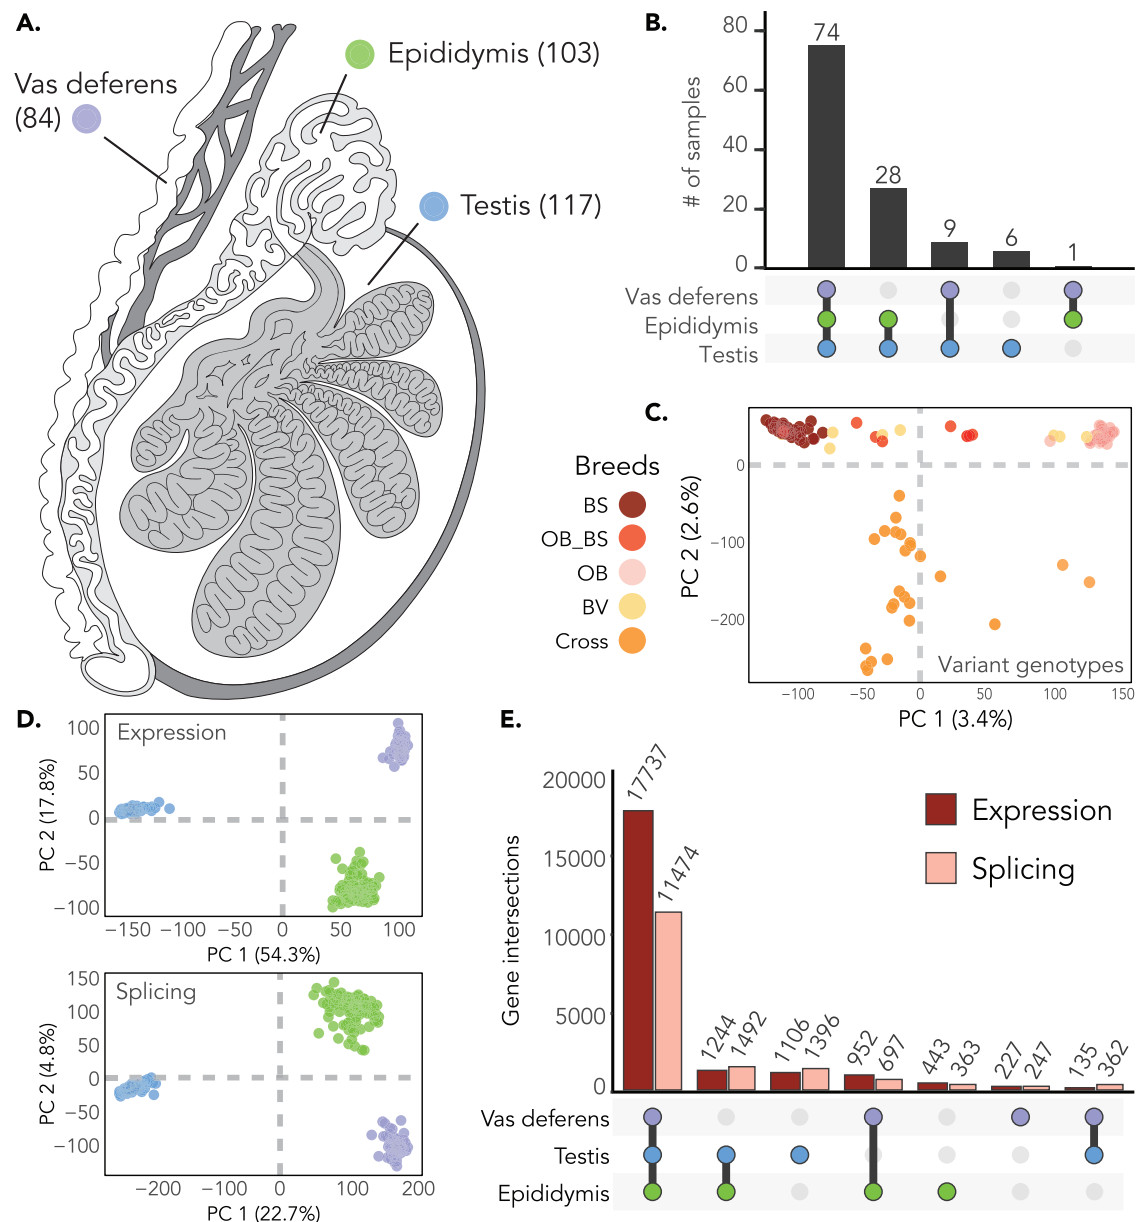 A.
Vas deferens
(84)
Epididymis (103)
Testis (117)
B.
# of samples
80
60
40
20
0
74
28
9
6
1
Vas deferens
Epididymis
Testis
C.
Breeds
BS
OB_BS
OB
BV
Cross
PC 2 (2.6%)
0
−100
−200
Variant genotypes
−100
−50
0
50
100
150
PC 1 (3.4%)
D.
Expression
PC 2 (17.8%)
100
50
0
−50
−100
−150
−100
−50
0
50
100
PC 1 (54.3%)
Splicing
PC 2 (4.8%)
150
100
50
0
−50
−100
−200
−100
0
100
200
PC 1 (22.7%)
E.
Gene intersections
20000
15000
10000
5000
0
17737
11474
1244
1492
1106
1396
952
697
443
363
227
247
135
362
Expression
Splicing
Vas deferens
Testis
Epididymis